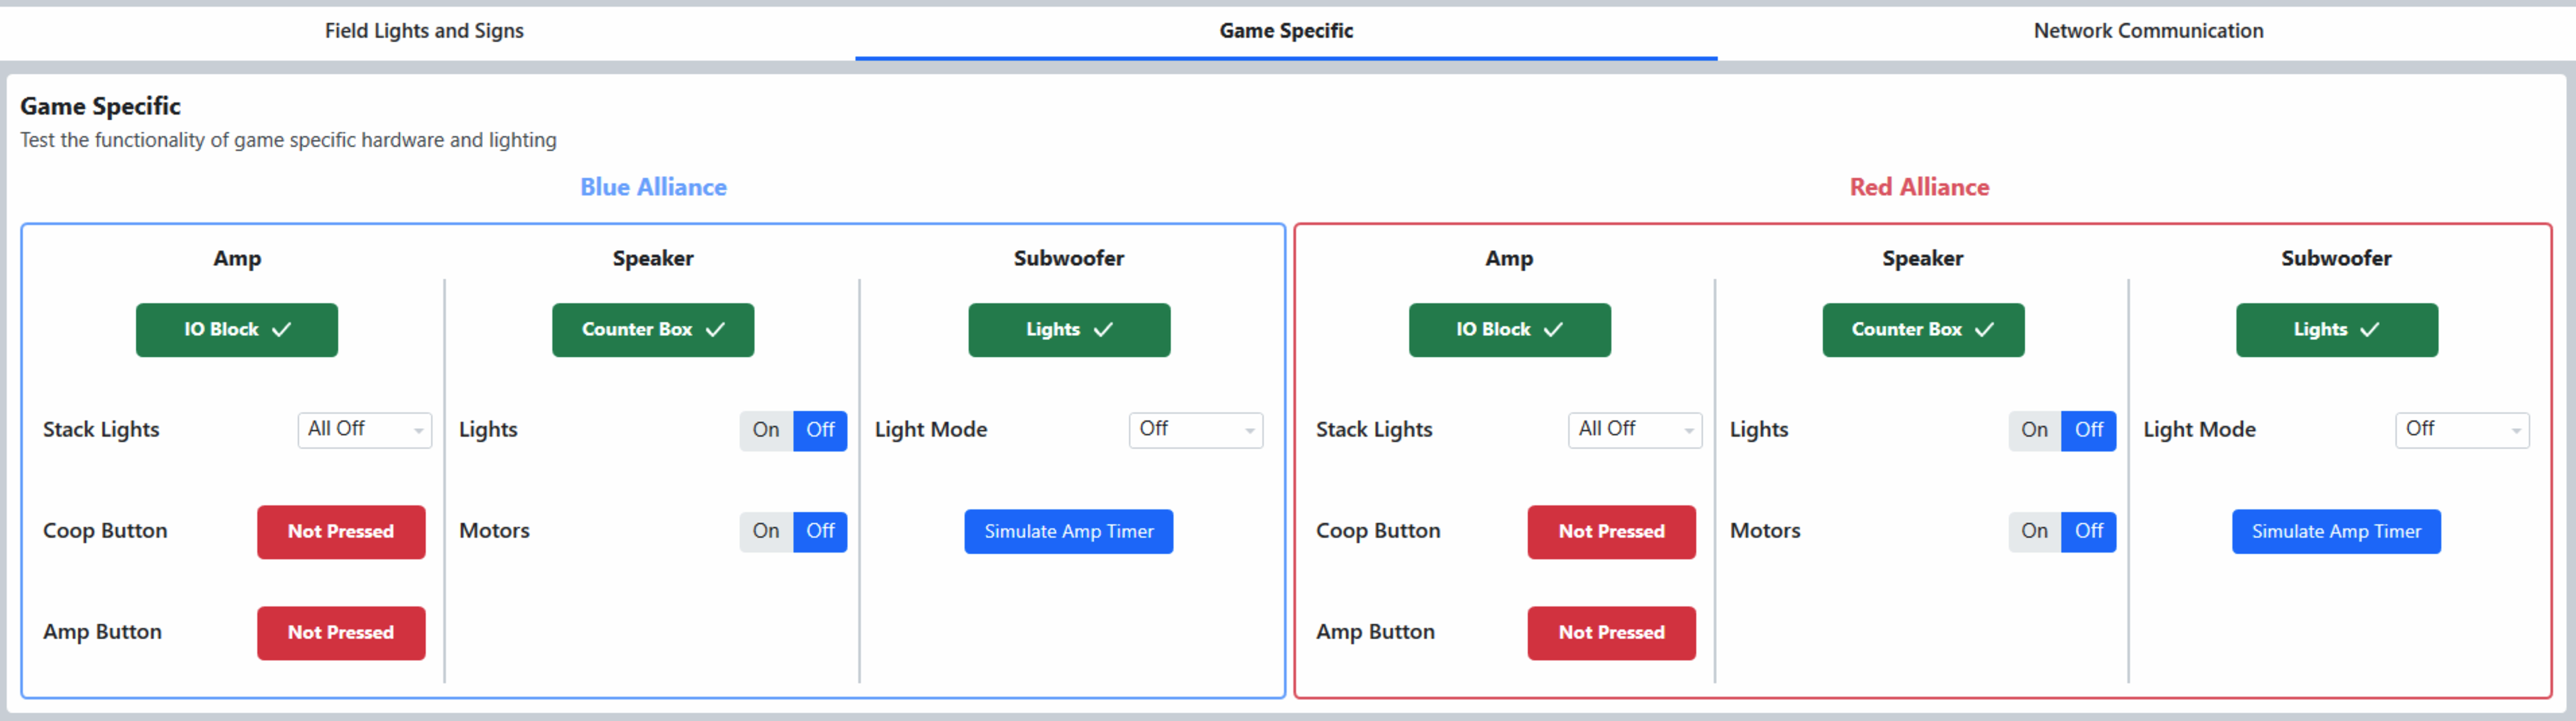 Field Lights and Signs
Game Specific
Network Communication
Game Specific
Test the functionality of game specific hardware and lighting
Blue Alliance
Amp
IO Block
Stack Lights
All Off
Coop Button
Not Pressed
Amp Button
Not Pressed
Speaker
Counter Box
Lights
On Off
Motors
On Off
Subwoofer
Lights
Light Mode
Off
Simulate Amp Timer
Red Alliance
Amp
IO Block
Stack Lights
All Off
Coop Button
Not Pressed
Amp Button
Not Pressed
Speaker
Counter Box
Lights
On Off
Motors
On Off
Subwoofer
Lights
Light Mode
Off
Simulate Amp Timer